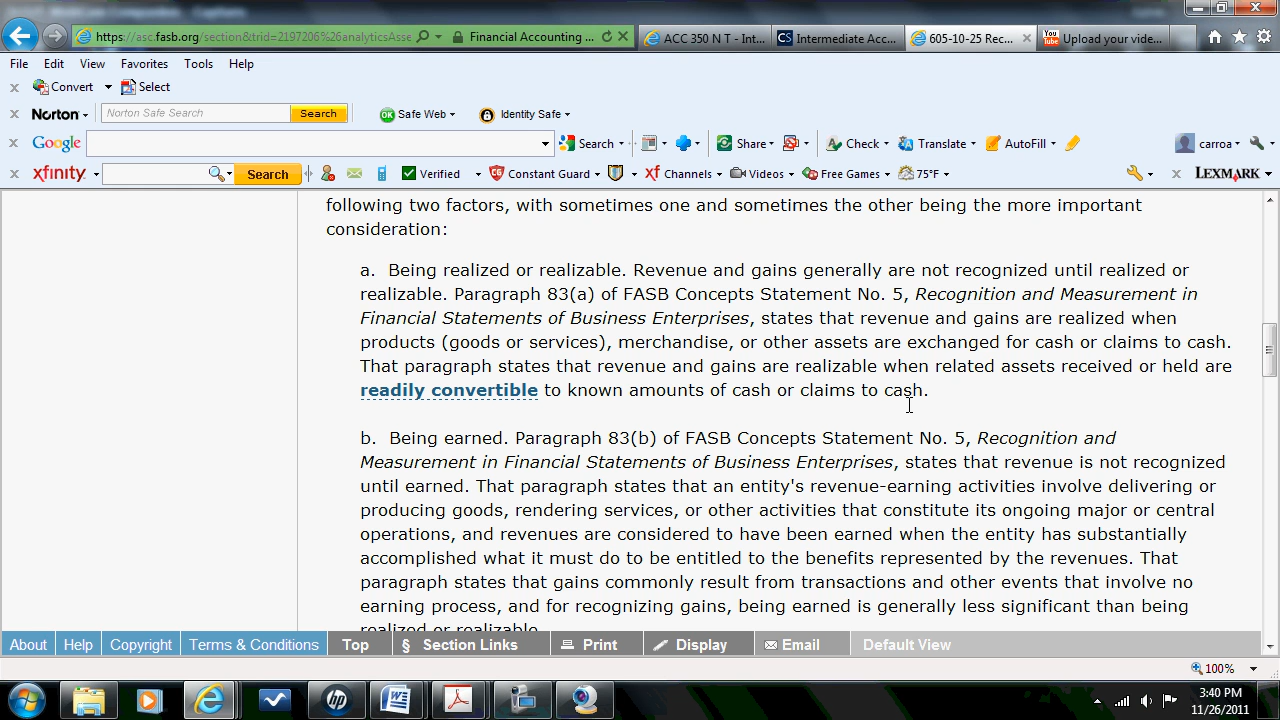 https://asc.fasb.org/section&trid=2197206%26analyticsAsse
Financial Accounting ...
ACC 350 N T - Int...
Intermediate Acc...
605-10-25 Rec...
You Tube
Upload your vide...
File Edit View Favorites Tools Help
Convert Select
Norton Norton Safe Search Search Safe Web Identity Safe
Google Search Share Check Translate AutoFill carroa
xfinity Search Verified Constant Guard Channels Videos Free Games 75°F LEXMARK
following two factors, with sometimes one and sometimes the other being the more important
consideration:
a. Being realized or realizable. Revenue and gains generally are not recognized until realized or
realizable. Paragraph 83(a) of FASB Concepts Statement No. 5, Recognition and Measurement in
Financial Statements of Business Enterprises, states that revenue and gains are realized when
products (goods or services), merchandise, or other assets are exchanged for cash or claims to cash.
That paragraph states that revenue and gains are realizable when related assets received or held are
readily convertible to known amounts of cash or claims to cash.
b. Being earned. Paragraph 83(b) of FASB Concepts Statement No. 5, Recognition and
Measurement in Financial Statements of Business Enterprises, states that revenue is not recognized
until earned. That paragraph states that an entity's revenue-earning activities involve delivering or
producing goods, rendering services, or other activities that constitute its ongoing major or central
operations, and revenues are considered to have been earned when the entity has substantially
accomplished what it must do to be entitled to the benefits represented by the revenues. That
paragraph states that gains commonly result from transactions and other events that involve no
earning process, and for recognizing gains, being earned is generally less significant than being
realized or realizable.
About Help Copyright Terms & Conditions Top § Section Links Print Display Email Default View
100%
3:40 PM
11/26/2011